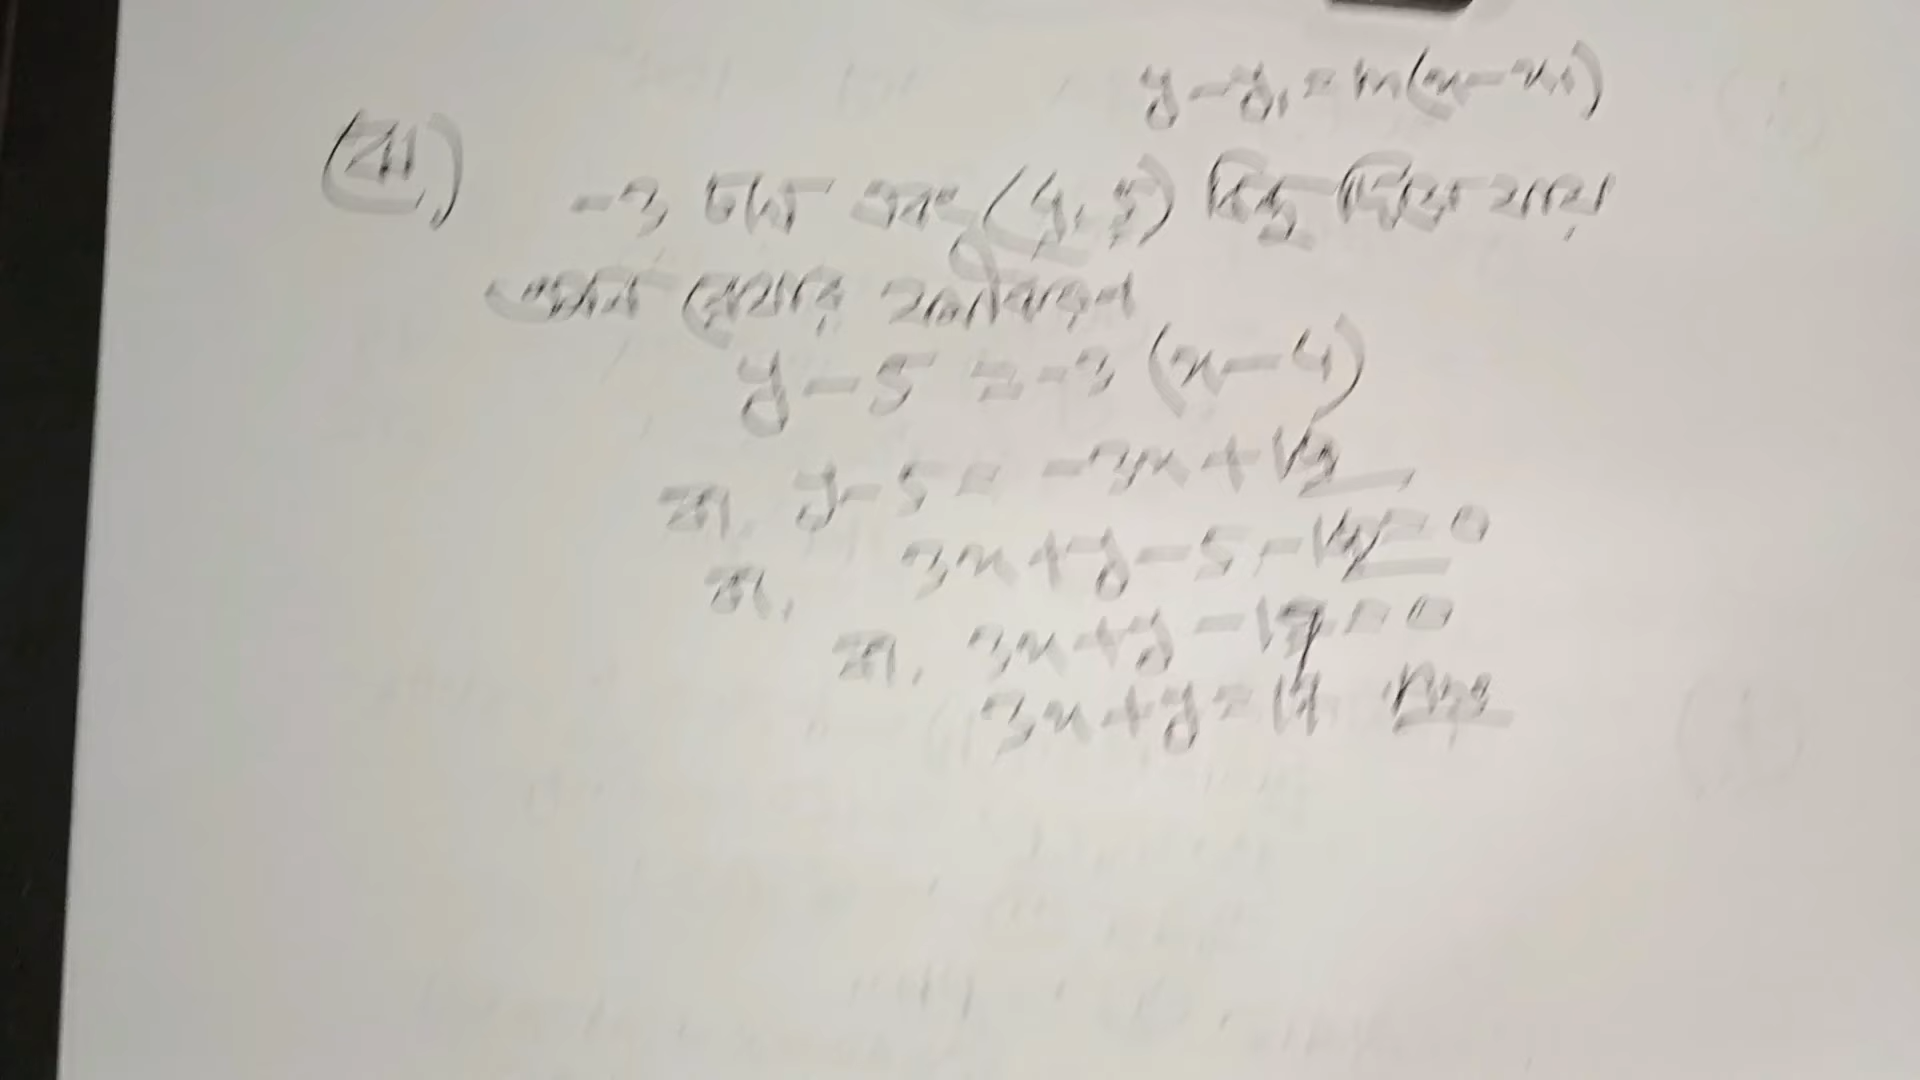 y - y₁ = m(x - x₁)
(খ) -3 ঢাল এবং (4, 5) বিন্দু দিয়ে যায়
এমন রেখার সমীকরণ
y - 5 = -3 (x - 4)
বা, y - 5 = -3x + 12
বা, 3x + y - 5 - 12 = 0
বা, 3x + y - 17 = 0
3x + y = 17 Ans